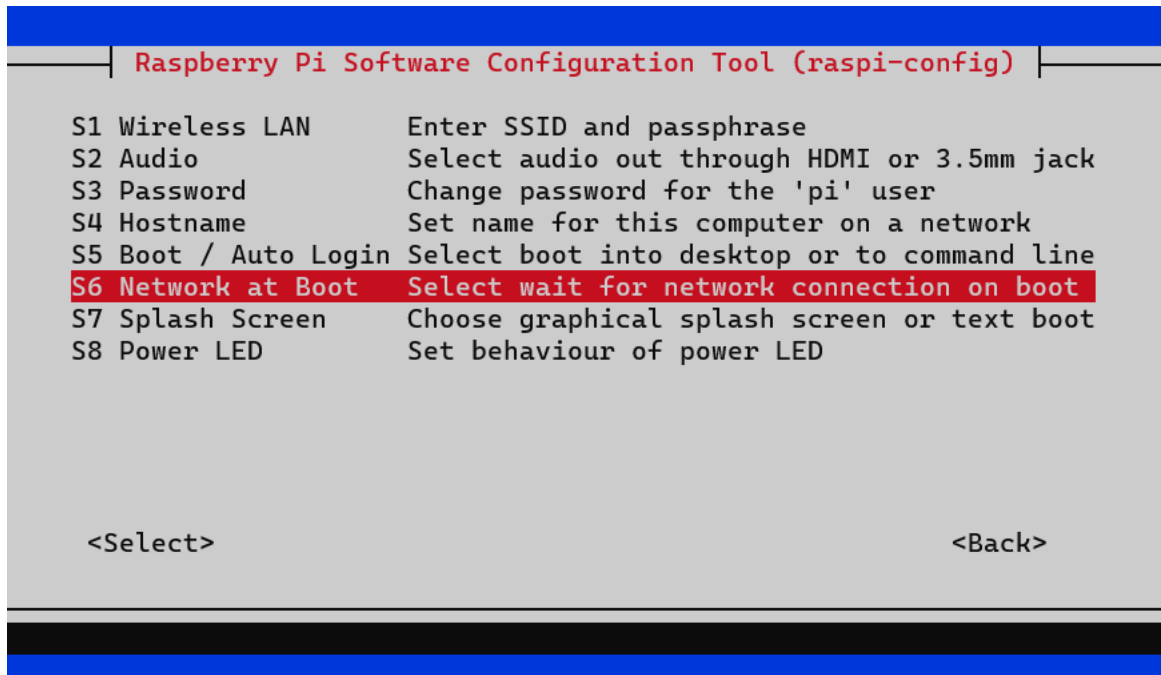 Raspberry Pi Software Configuration Tool (raspi-config)
S1 Wireless LAN Enter SSID and passphrase
S2 Audio Select audio out through HDMI or 3.5mm jack
S3 Password Change password for the 'pi' user
S4 Hostname Set name for this computer on a network
S5 Boot / Auto Login Select boot into desktop or to command line
S6 Network at Boot Select wait for network connection on boot
S7 Splash Screen Choose graphical splash screen or text boot
S8 Power LED Set behaviour of power LED
<Select> <Back>